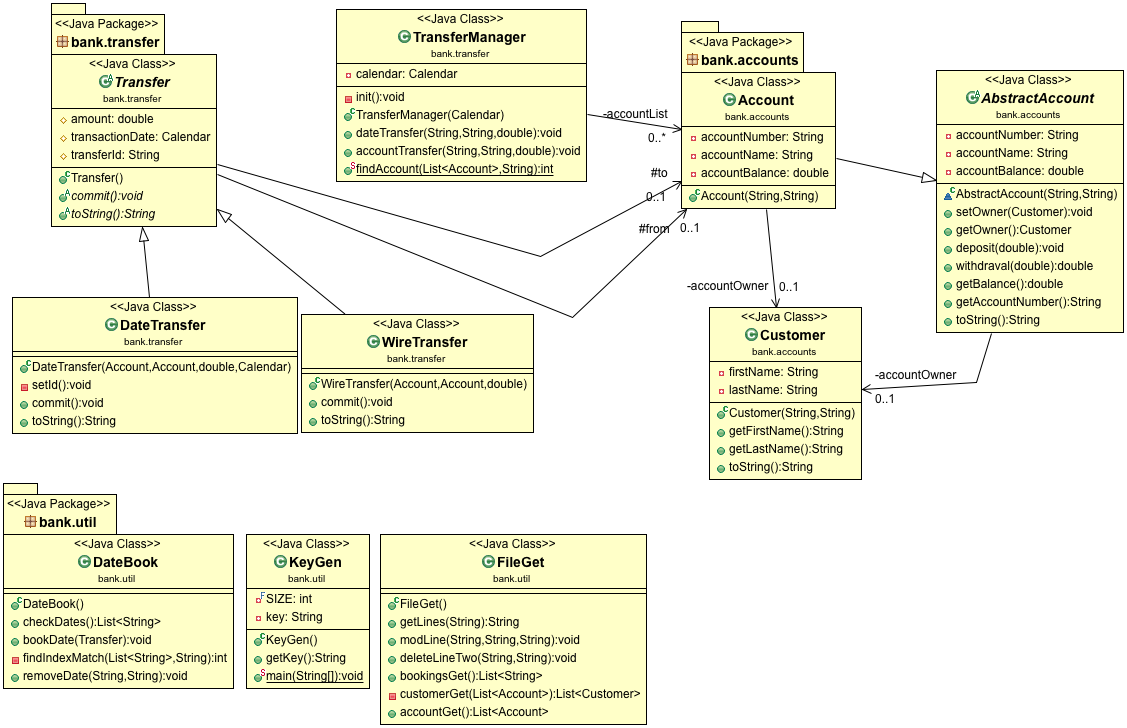 <<Java Package>>
bank.transfer
<<Java Class>>
Transfer
bank.transfer
amount: double
transactionDate: Calendar
transferId: String
Transfer()
commit():void
toString():String
<<Java Class>>
TransferManager
bank.transfer
calendar: Calendar
init():void
TransferManager(Calendar)
dateTransfer(String,String,double):void
accountTransfer(String,String,double):void
findAccount(List<Account>,String):int
-accountList
0..*
#to
0..1
#from
0..1
<<Java Package>>
bank.accounts
<<Java Class>>
Account
bank.accounts
accountNumber: String
accountName: String
accountBalance: double
Account(String,String)
<<Java Class>>
AbstractAccount
bank.accounts
accountNumber: String
accountName: String
accountBalance: double
AbstractAccount(String,String)
setOwner(Customer):void
getOwner():Customer
deposit(double):void
withdraval(double):double
getBalance():double
getAccountNumber():String
toString():String
-accountOwner
0..1
-accountOwner
0..1
<<Java Class>>
DateTransfer
bank.transfer
DateTransfer(Account,Account,double,Calendar)
setId():void
commit():void
toString():String
<<Java Class>>
WireTransfer
bank.transfer
WireTransfer(Account,Account,double)
commit():void
toString():String
<<Java Class>>
Customer
bank.accounts
firstName: String
lastName: String
Customer(String,String)
getFirstName():String
getLastName():String
toString():String
<<Java Package>>
bank.util
<<Java Class>>
DateBook
bank.util
DateBook()
checkDates():List<String>
bookDate(Transfer):void
findIndexMatch(List<String>,String):int
removeDate(String,String):void
<<Java Class>>
KeyGen
bank.util
SIZE: int
key: String
KeyGen()
getKey():String
main(String[]):void
<<Java Class>>
FileGet
bank.util
FileGet()
getLines(String):String
modLine(String,String,String):void
deleteLineTwo(String,String):void
bookingsGet():List<String>
customerGet(List<Account>):List<Customer>
accountGet():List<Account>